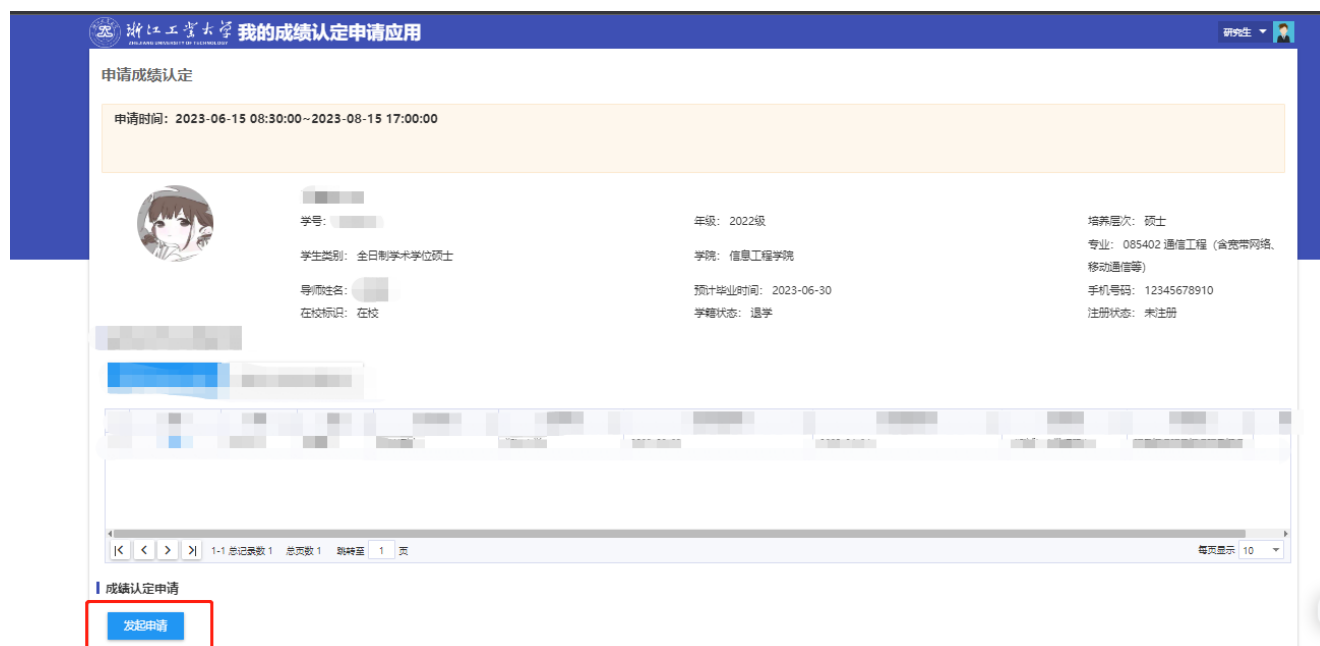 浙江工业大学 我的成绩认定申请应用 研究生
ZHEJIANG UNIVERSITY OF TECHNOLOGY
申请成绩认定
申请时间：2023-06-15 08:30:00~2023-08-15 17:00:00
学号： 年级： 2022级 培养层次： 硕士
学生类别： 全日制学术学位硕士 学院： 信息工程学院 专业： 085402 通信工程（含宽带网络、
移动通信等）
导师姓名： 预计毕业时间： 2023-06-30 手机号码： 12345678910
在校标识： 在校 学籍状态： 退学 注册状态： 未注册
1-1 总记录数 1 总页数 1 跳转至 1 页 每页显示 10
成绩认定申请
发起申请